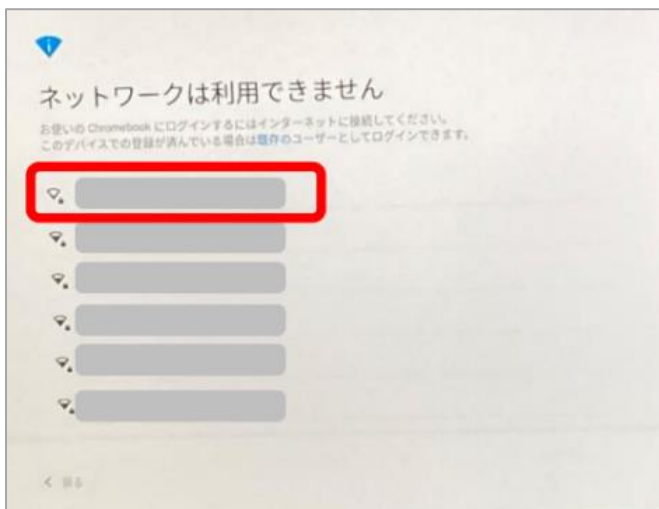 ネットワークは利用できません
お使いの Chromebook にログインするにはインターネットに接続してください。
このデバイスでの登録が済んでいる場合は既存のユーザーとしてログインできます。
< 戻る